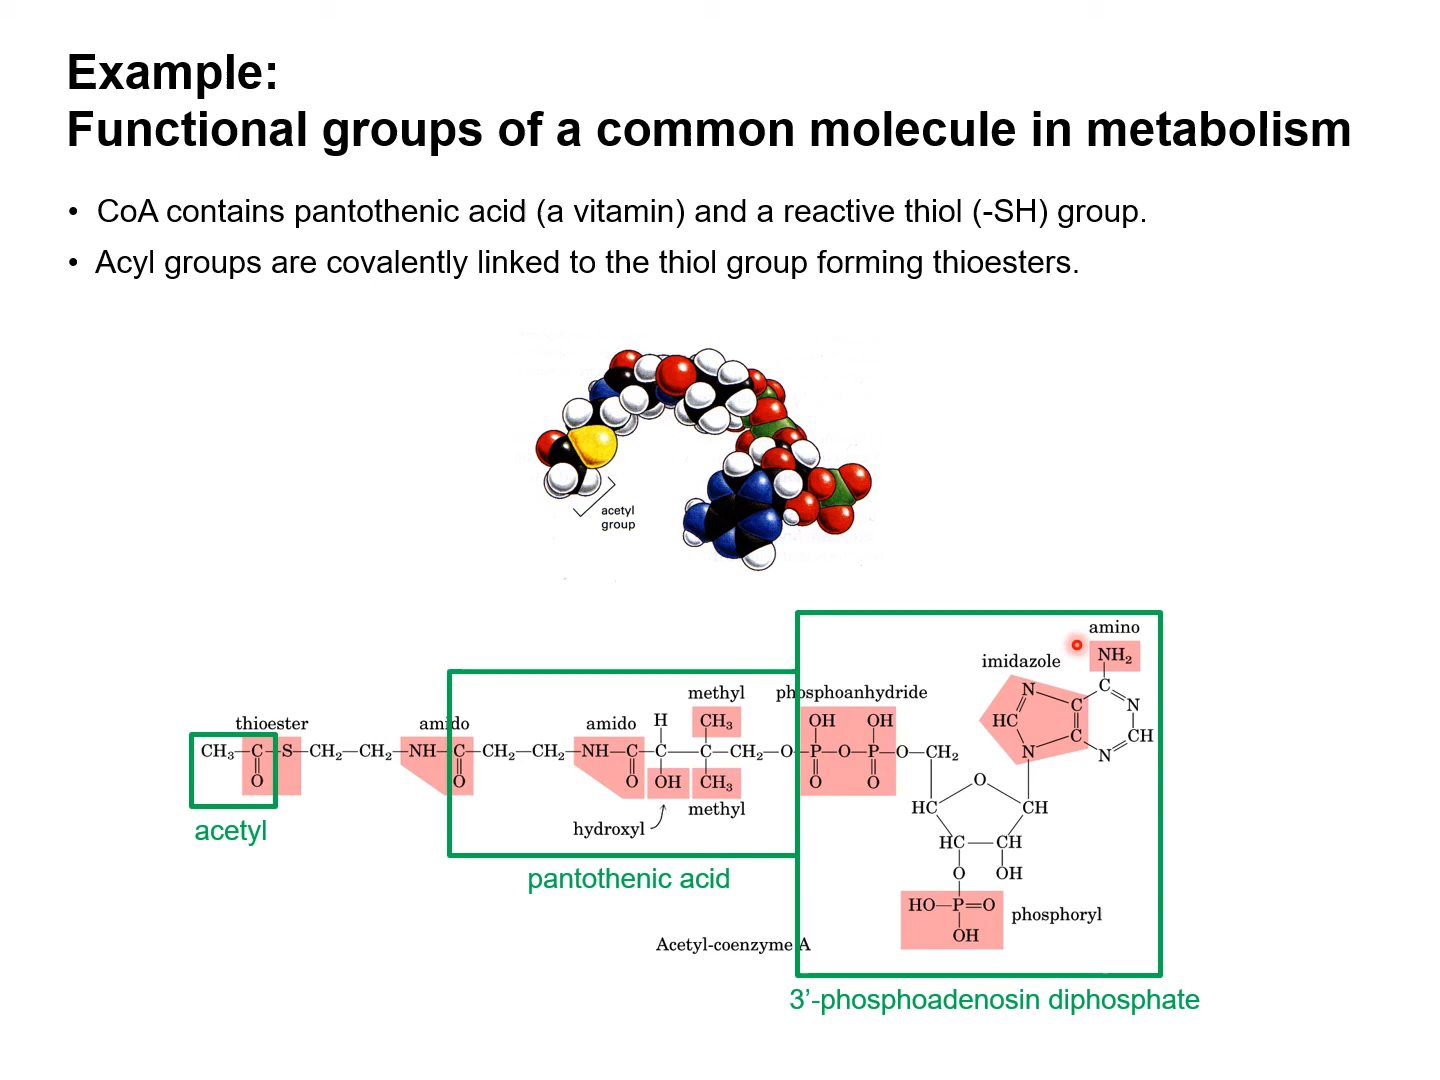 Example:
Functional groups of a common molecule in metabolism
• CoA contains pantothenic acid (a vitamin) and a reactive thiol (-SH) group.
• Acyl groups are covalently linked to the thiol group forming thioesters.
acetyl
group
amino
NH₂
imidazole
N
C
N
HC
C
C
CH
N
N
thioester
amido
amido
H
methyl
CH₃
phosphoanhydride
OH
OH
CH₃—C—S—CH₂—CH₂—NH—C—CH₂—CH₂—NH—C—C—C—CH₂—O—P—O—P—O—CH₂
O
O
O
OH
CH₃
O
O
O
methyl
hydroxyl
HC
CH
HC—CH
O
OH
HO—P=O
OH
phosphoryl
acetyl
pantothenic acid
Acetyl-coenzyme A
3’-phosphoadenosin diphosphate